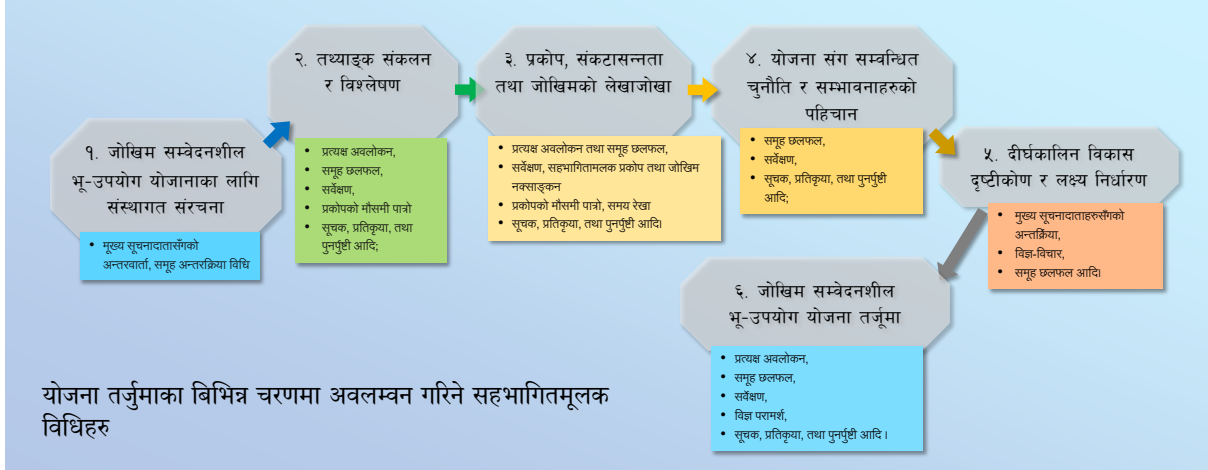 १. जोखिम सम्वेदनशील
भू-उपयोग योजानाका लागि
संस्थागत संरचना
• मूख्य सूचनादातासँगको
अन्तरवार्ता, समूह अन्तरक्रिया विधि
२. तथ्याङ्क संकलन
र विश्लेषण
• प्रत्यक्ष अवलोकन,
• समूह छलफल,
• सर्वेक्षण,
• प्रकोपको मौसमी पात्रो
• सूचक, प्रतिकृया, तथा
पुनर्पुष्टी आदि;
३. प्रकोप, संकटासन्नता
तथा जोखिमको लेखाजोखा
• प्रत्यक्ष अवलोकन तथा समूह छलफल,
• सर्वेक्षण, सहभागितामलक प्रकोप तथा जोखिम
नक्साङ्कन
• प्रकोपको मौसमी पात्रो, समय रेखा
• सूचक, प्रतिकृया, तथा पुनर्पुष्टी आदि।
४. योजना संग सम्वन्धित
चुनौति र सम्भावनाहरुको
पहिचान
• समूह छलफल,
• सर्वेक्षण,
• सूचक, प्रतिकृया, तथा पुनर्पुष्टी
आदि;
५. दीर्घकालिन विकास
दृष्टीकोण र लक्ष्य निर्धारण
• मुख्य सूचनादाताहरुसँगको
अन्तर्क्रिया,
• विज्ञ-विचार,
• समूह छलफल आदि।
६. जोखिम सम्वेदनशील
भू-उपयोग योजना तर्जूमा
• प्रत्यक्ष अवलोकन,
• समूह छलफल,
• सर्वेक्षण,
• विज्ञ परामर्श,
• सूचक, प्रतिकृया, तथा पुनर्पुष्टी आदि ।
योजना तर्जुमाका बिभिन्न चरणमा अवलम्वन गरिने सहभागितमूलक
विधिहरु